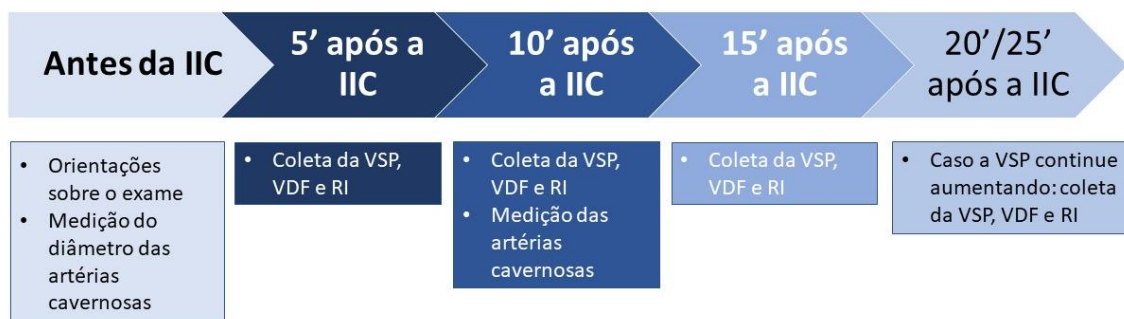 Antes da IIC
5’ após a
IIC
10’ após
a IIC
15’ após
a IIC
20’/25’
após a IIC
• Orientações
sobre o exame
• Medição do
diâmetro das
artérias
cavernosas
• Coleta da VSP,
VDF e RI
• Coleta da VSP,
VDF e RI
• Medição das
artérias
cavernosas
• Coleta da VSP,
VDF e RI
• Caso a VSP continue
aumentando: coleta
da VSP, VDF e RI